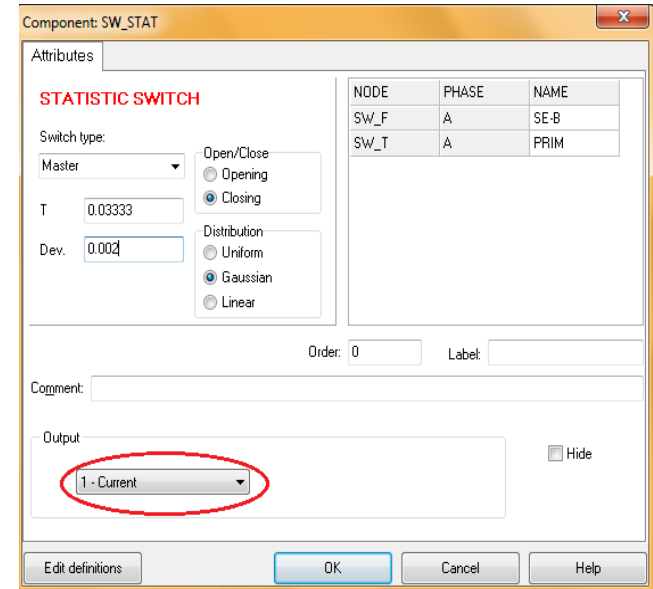 Component: SW_STAT
x
Attributes
STATISTIC SWITCH
Switch type:
Master
T 0.03333
Dev. 0.002
Open/Close
Opening
Closing
Distribution
Uniform
Gaussian
Linear
NODE PHASE NAME
SW_F A SE-B
SW_T A PRIM
Order: 0 Label:
Comment:
Output
1 - Current
Hide
Edit definitions OK Cancel Help